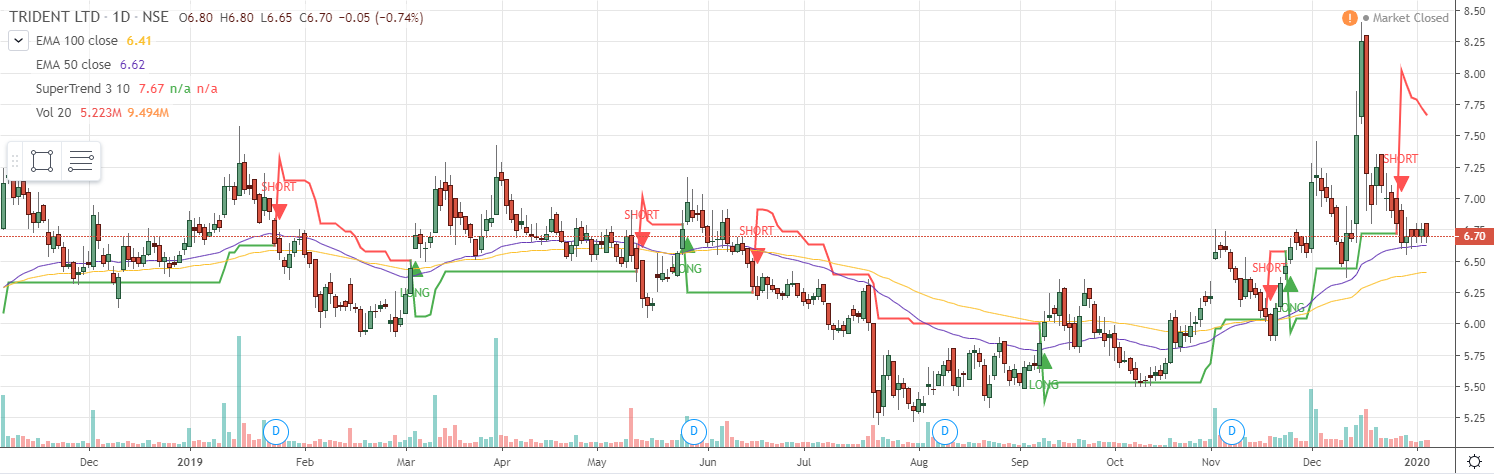 TRIDENT LTD · 1D · NSE O6.80 H6.80 L6.65 C6.70 −0.05 (−0.74%)
! Market Closed
EMA 100 close 6.41
EMA 50 close 6.62
SuperTrend 3 10 7.67 n/a n/a
Vol 20 5.223M 9.494M
8.50
8.25
8.00
7.75
7.50
7.25
7.00
6.70
6.50
6.25
6.00
5.75
5.50
5.25
SHORT
LONG
SHORT
LONG
SHORT
LONG
SHORT
LONG
SHORT
D
D
D
D
Dec 2019 Feb Mar Apr May Jun Jul Aug Sep Oct Nov Dec 2020